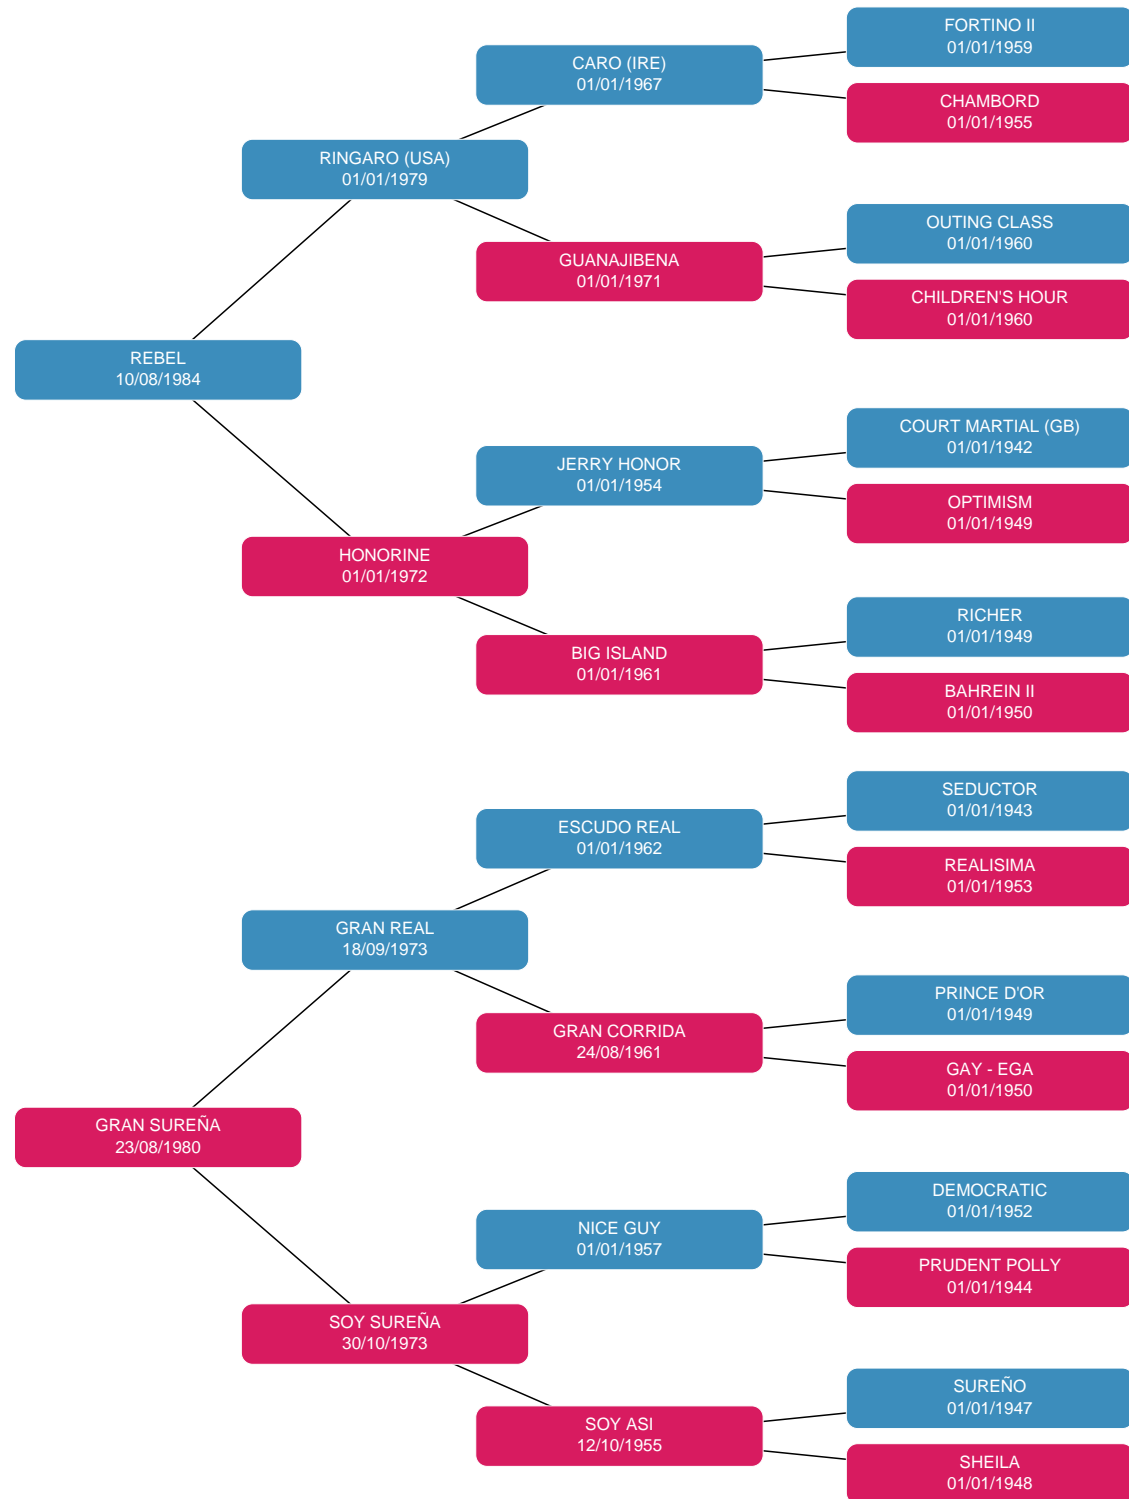 FORTINO II
01/01/1959
CARO (IRE)
01/01/1967
CHAMBORD
01/01/1955
RINGARO (USA)
01/01/1979
OUTING CLASS
01/01/1960
GUANAJIBENA
01/01/1971
CHILDREN'S HOUR
01/01/1960
REBEL
10/08/1984
COURT MARTIAL (GB)
01/01/1942
JERRY HONOR
01/01/1954
OPTIMISM
01/01/1949
HONORINE
01/01/1972
RICHER
01/01/1949
BIG ISLAND
01/01/1961
BAHREIN II
01/01/1950
SEDUCTOR
01/01/1943
ESCUDO REAL
01/01/1962
REALISIMA
01/01/1953
GRAN REAL
18/09/1973
PRINCE D'OR
01/01/1949
GRAN CORRIDA
24/08/1961
GAY - EGA
01/01/1950
GRAN SUREÑA
23/08/1980
DEMOCRATIC
01/01/1952
NICE GUY
01/01/1957
PRUDENT POLLY
01/01/1944
SOY SUREÑA
30/10/1973
SUREÑO
01/01/1947
SOY ASI
12/10/1955
SHEILA
01/01/1948